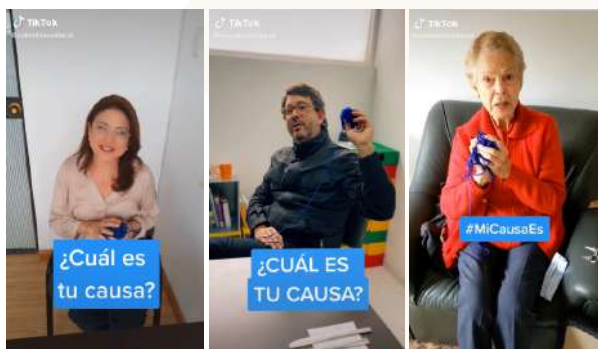 TikTok
¿Cuál es
tu causa?
TikTok
¿CUÁL ES
TU CAUSA?
TikTok
#MiCausaEs